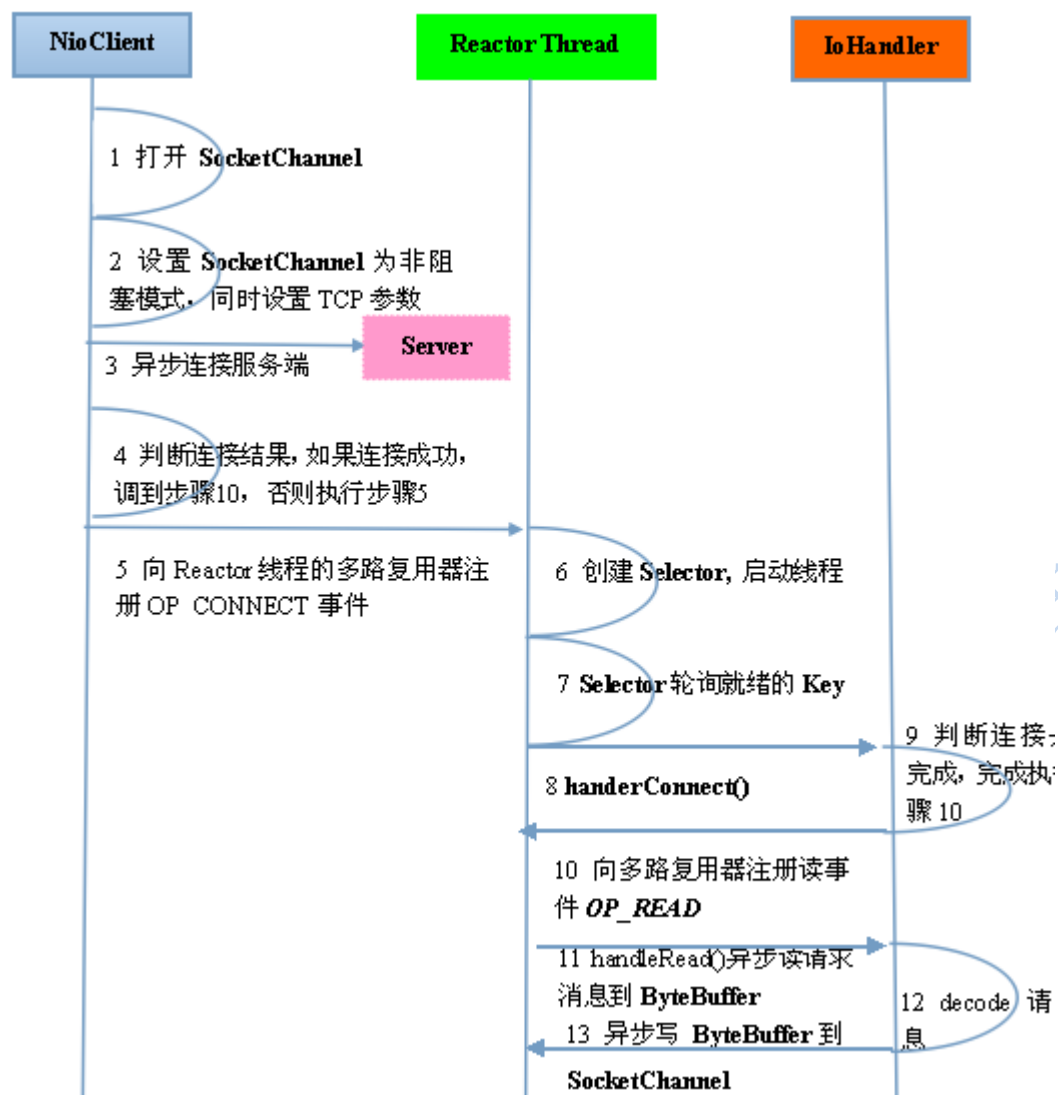 NioClient
Reactor Thread
IoHandler
1 打开 SocketChannel
2 设置 SocketChannel 为非阻
塞模式，同时设置 TCP 参数
Server
3 异步连接服务端
4 判断连接结果，如果连接成功，
调到步骤10，否则执行步骤5
5 向 Reactor 线程的多路复用器注
册 OP CONNECT 事件
6 创建 Selector, 启动线程
7 Selector 轮询就绪的 Key
8 handerConnect()
9 判断连接
完成，完成执
骤 10
10 向多路复用器注册读事
件 OP_READ
11 handleRead()异步读请求
消息到 ByteBuffer
12 decode 请
息
13 异步写 ByteBuffer 到
SocketChannel